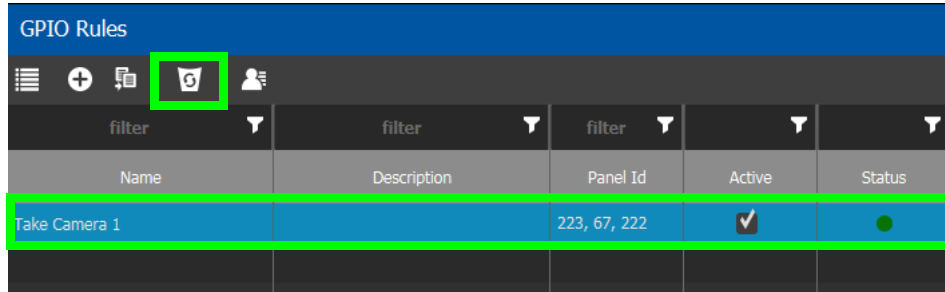 GPIO Rules
filter filter filter
Name Description Panel Id Active Status
Take Camera 1 223, 67, 222